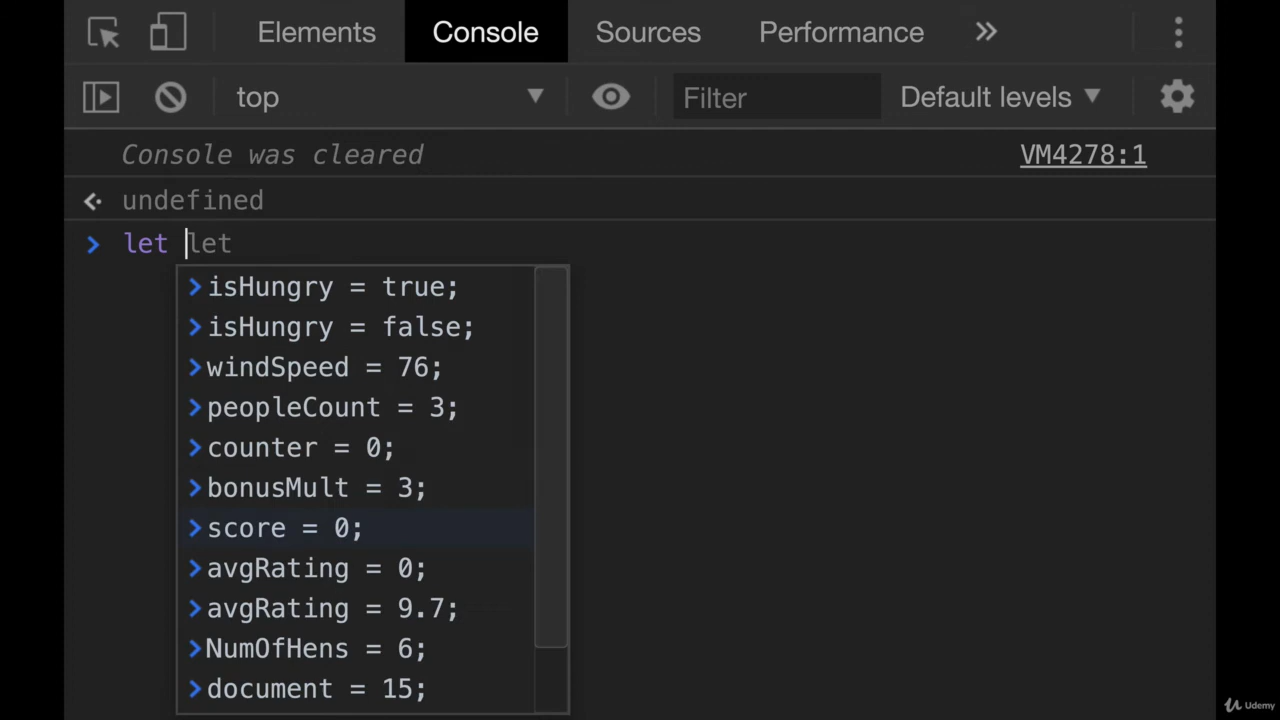 Elements Console Sources Performance »
top Filter Default levels
Console was cleared VM4278:1
undefined
let let
isHungry = true;
isHungry = false;
windSpeed = 76;
peopleCount = 3;
counter = 0;
bonusMult = 3;
score = 0;
avgRating = 0;
avgRating = 9.7;
NumOfHens = 6;
document = 15;
Udemy